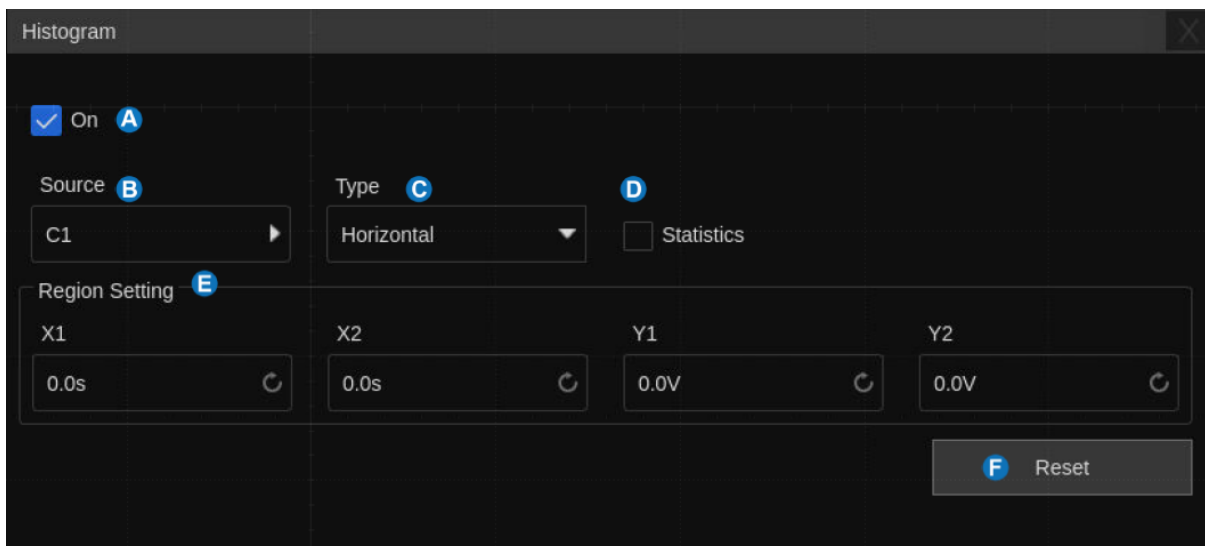 Histogram X
On A
Source B Type C D
C1 Horizontal Statistics
Region Setting E
X1 X2 Y1 Y2
0.0s 0.0s 0.0V 0.0V
F Reset